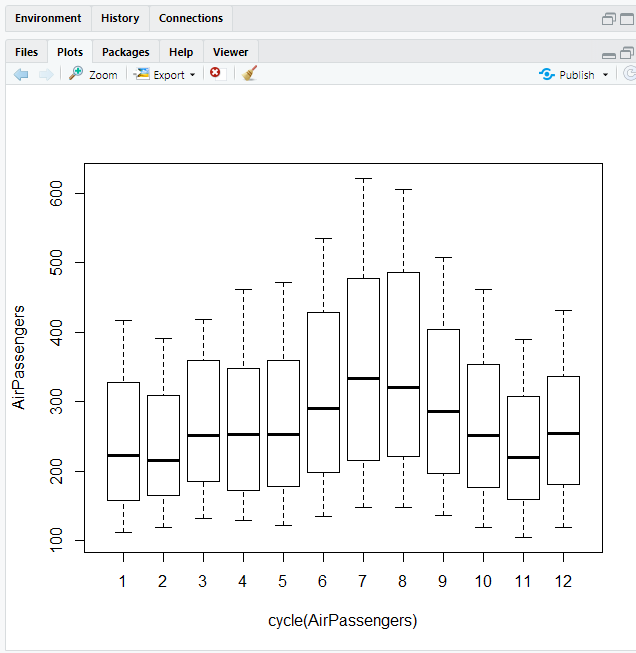 Environment History Connections
Files Plots Packages Help Viewer
Zoom Export Publish
600
500
400
300
200
100
AirPassengers
1 2 3 4 5 6 7 8 9 10 11 12
cycle(AirPassengers)